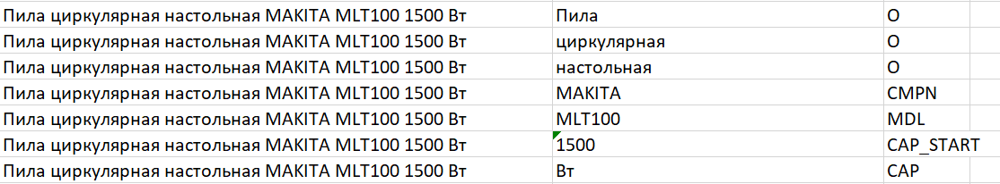 Пила циркулярная настольная MAKITA MLT100 1500 Вт Пила O
Пила циркулярная настольная MAKITA MLT100 1500 Вт циркулярная O
Пила циркулярная настольная MAKITA MLT100 1500 Вт настольная O
Пила циркулярная настольная MAKITA MLT100 1500 Вт MAKITA CMPN
Пила циркулярная настольная MAKITA MLT100 1500 Вт MLT100 MDL
Пила циркулярная настольная MAKITA MLT100 1500 Вт 1500 CAP_START
Пила циркулярная настольная MAKITA MLT100 1500 Вт Вт CAP